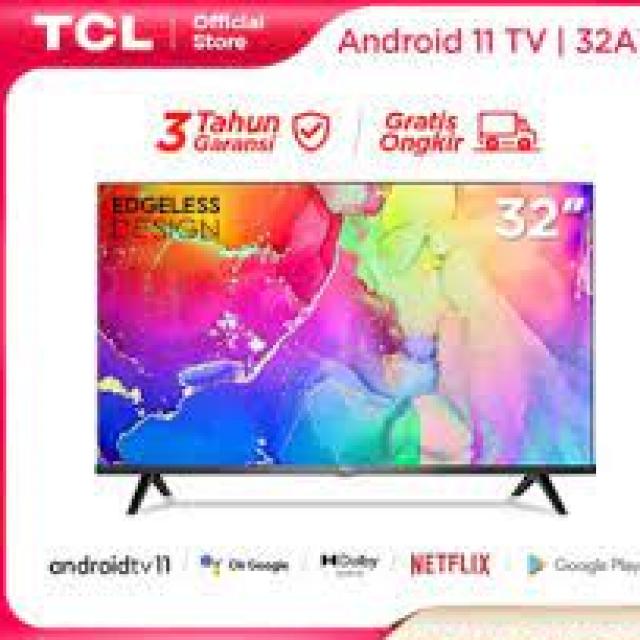 TCL
Official
Store
Android 11 TV | 32A
3 Tahun
Garansi
Gratis
Ongkir
EDGELESS
DESIGN
32"
androidtv11
Ok Google
Dolby
NETFLIX
Google Play